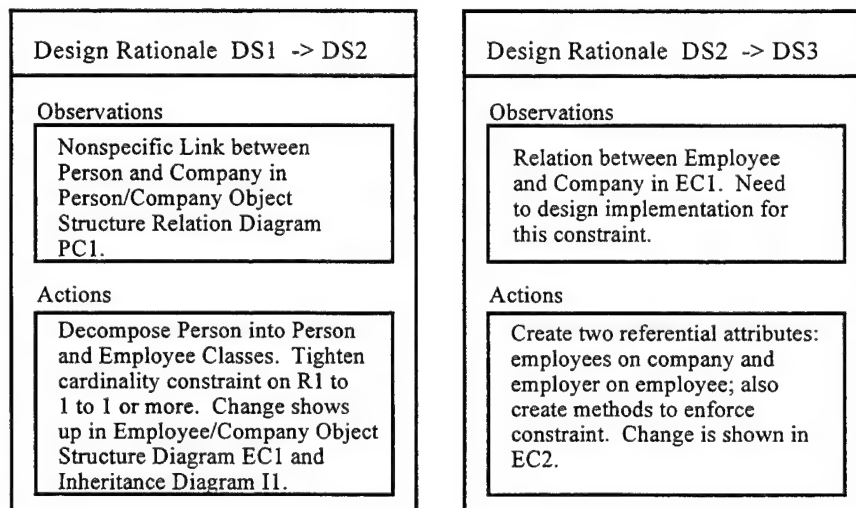 Design Rationale DS1 -> DS2
Observations
Nonspecific Link between
Person and Company in
Person/Company Object
Structure Relation Diagram
PC1.
Actions
Decompose Person into Person
and Employee Classes. Tighten
cardinality constraint on R1 to
1 to 1 or more. Change shows
up in Employee/Company Object
Structure Diagram EC1 and
Inheritance Diagram I1.
Design Rationale DS2 -> DS3
Observations
Relation between Employee
and Company in EC1. Need
to design implementation for
this constraint.
Actions
Create two referential attributes:
employees on company and
employer on employee; also
create methods to enforce
constraint. Change is shown in
EC2.